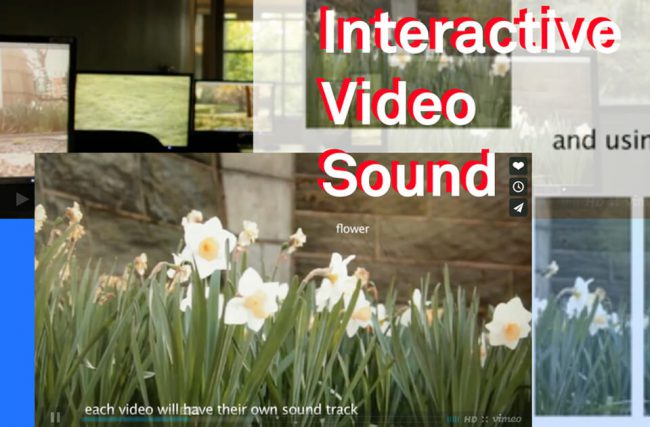 Interactive
Video
Sound
and usin
flower
each video will have their own sound track
HD :: vimeo